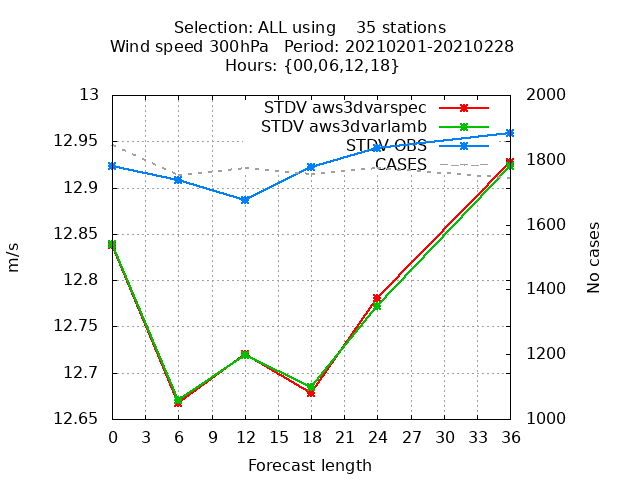 Selection: ALL using    35 stations
Wind speed 300hPa   Period: 20210201-20210228
Hours: {00,06,12,18}
STDV aws3dvarspec
STDV aws3dvarlamb
STDV OBS
CASES
13
12.95
12.9
12.85
12.8
12.75
12.7
12.65
m/s
2000
1800
1600
1400
1200
1000
No cases
0 3 6 9 12 15 18 21 24 27 30 33 36
Forecast length